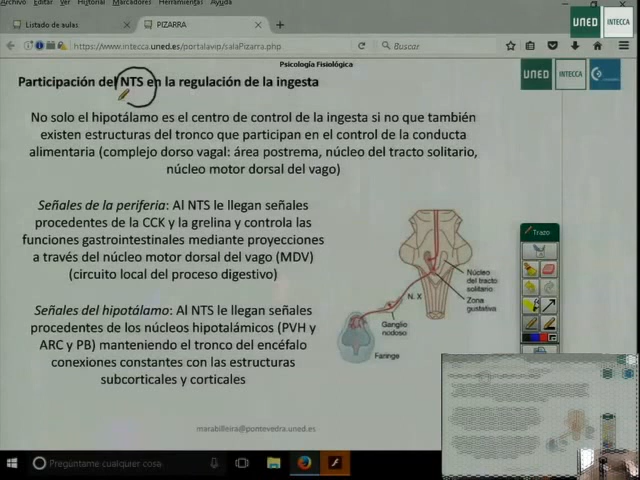 Archivo Editar Ver Historial Marcadores Herramientas Ayuda
Listado de aulas
PIZARRA
https://www.intecca.uned.es/portalavip/salaPizarra.php
Buscar
UNED
INTECCA
Psicología Fisiológica
UNED
INTECCA
Participación del NTS en la regulación de la ingesta
No solo el hipotálamo es el centro de control de la ingesta si no que también
existen estructuras del tronco que participan en el control de la conducta
alimentaria (complejo dorso vagal: área postrema, núcleo del tracto solitario,
núcleo motor dorsal del vago)
Señales de la periferia: Al NTS le llegan señales
procedentes de la CCK y la grelina y controla las
funciones gastrointestinales mediante proyecciones
a través del núcleo motor dorsal del vago (MDV)
(circuito local del proceso digestivo)
Señales del hipotálamo: Al NTS le llegan señales
procedentes de los núcleos hipotalámicos (PVH y
ARC y PB) manteniendo el tronco del encéfalo
conexiones constantes con las estructuras
subcorticales y corticales
Núcleo
del tracto
solitario
Zona
gustativa
N. X
Ganglio
nodoso
Faringe
Trazo
marabilleira@pontevedra.uned.es
Pregúntame cualquier cosa